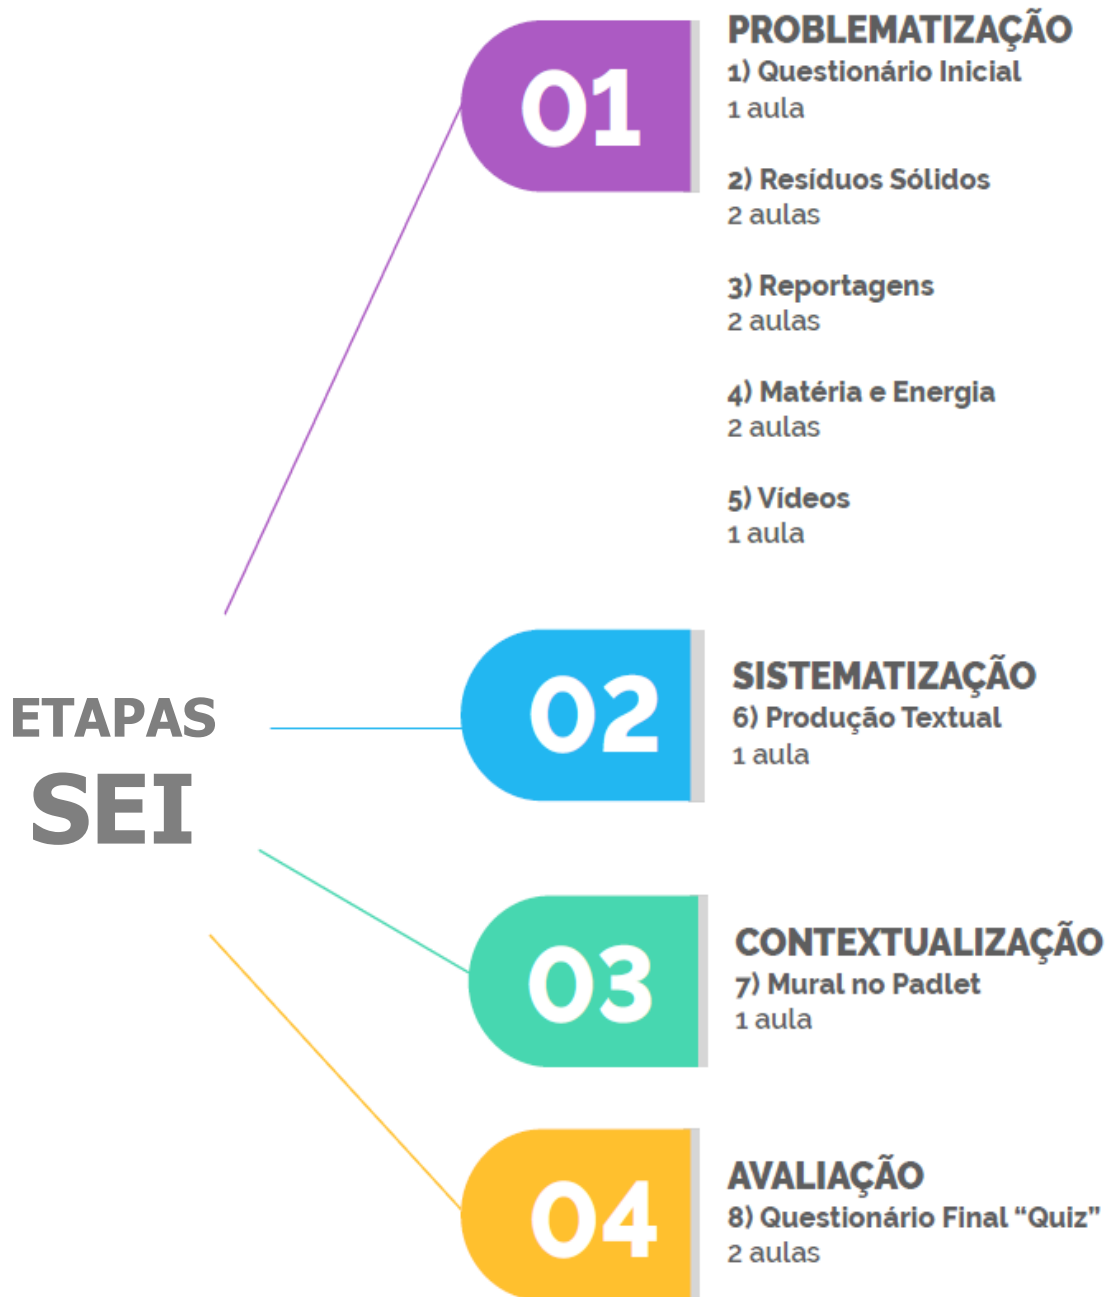 ETAPAS
SEI
01
PROBLEMATIZAÇÃO
1) Questionário Inicial
1 aula
2) Resíduos Sólidos
2 aulas
3) Reportagens
2 aulas
4) Matéria e Energia
2 aulas
5) Vídeos
1 aula
02
SISTEMATIZAÇÃO
6) Produção Textual
1 aula
03
CONTEXTUALIZAÇÃO
7) Mural no Padlet
1 aula
04
AVALIAÇÃO
8) Questionário Final “Quiz”
2 aulas